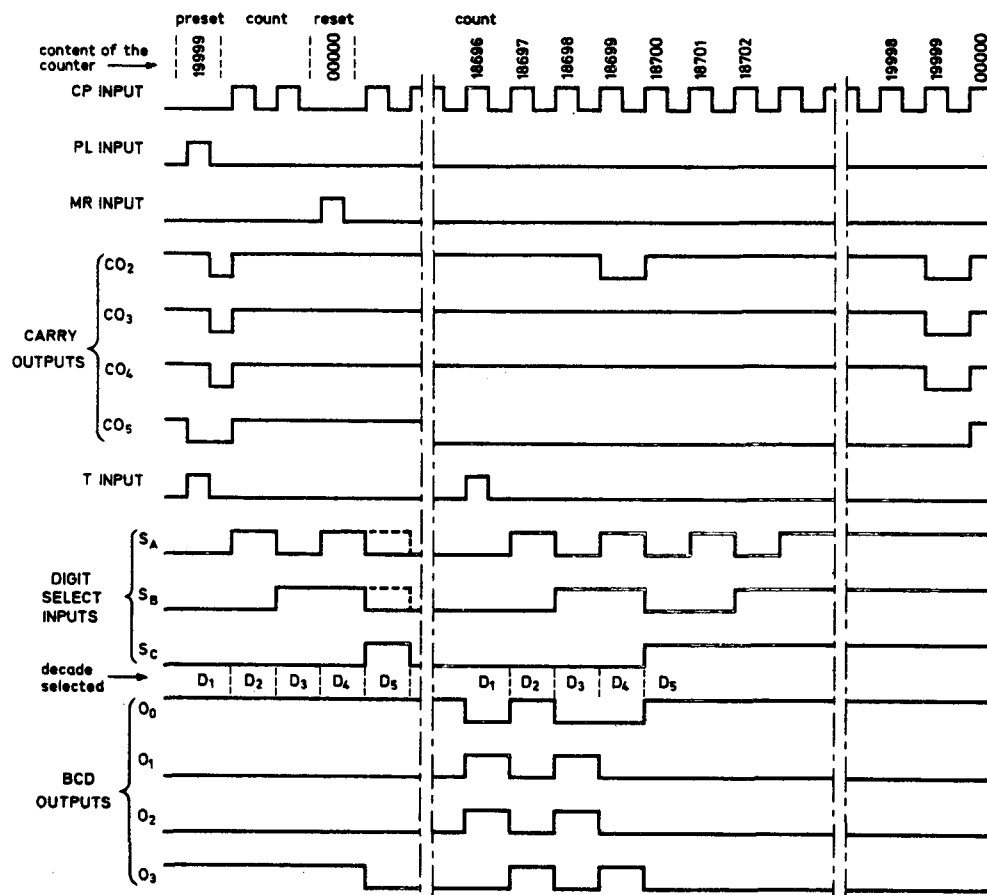 preset count reset count
content of the counter → 19999 00000 18696 18697 18698 18699 18700 18701 18702 19998 19999 00000
CP INPUT
PL INPUT
MR INPUT
CO2
CO3
CARRY
OUTPUTS
CO4
CO5
T INPUT
SA
DIGIT
SELECT
INPUTS
SB
SC
decade
selected → D1 D2 D3 D4 D5 D1 D2 D3 D4 D5
O0
O1
BCD
OUTPUTS
O2
O3